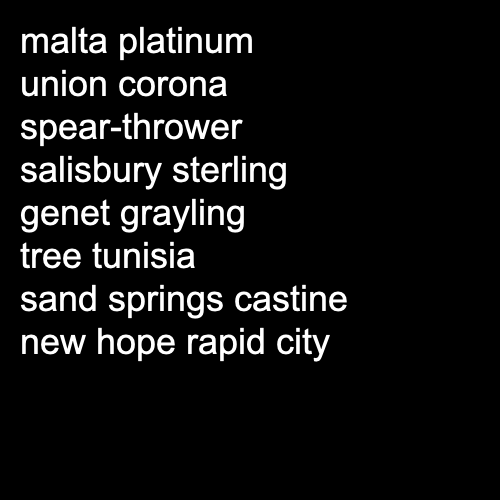 malta platinum
union corona
spear-thrower
salisbury sterling
genet grayling
tree tunisia
sand springs castine
new hope rapid city